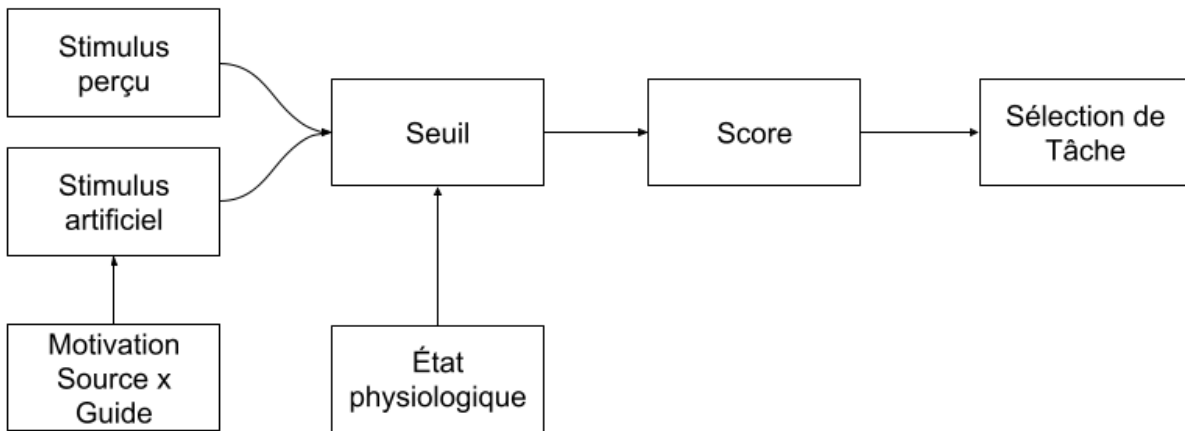 Stimulus
perçu
Stimulus
artificiel
Motivation
Source x
Guide
Seuil
État
physiologique
Score
Sélection de
Tâche